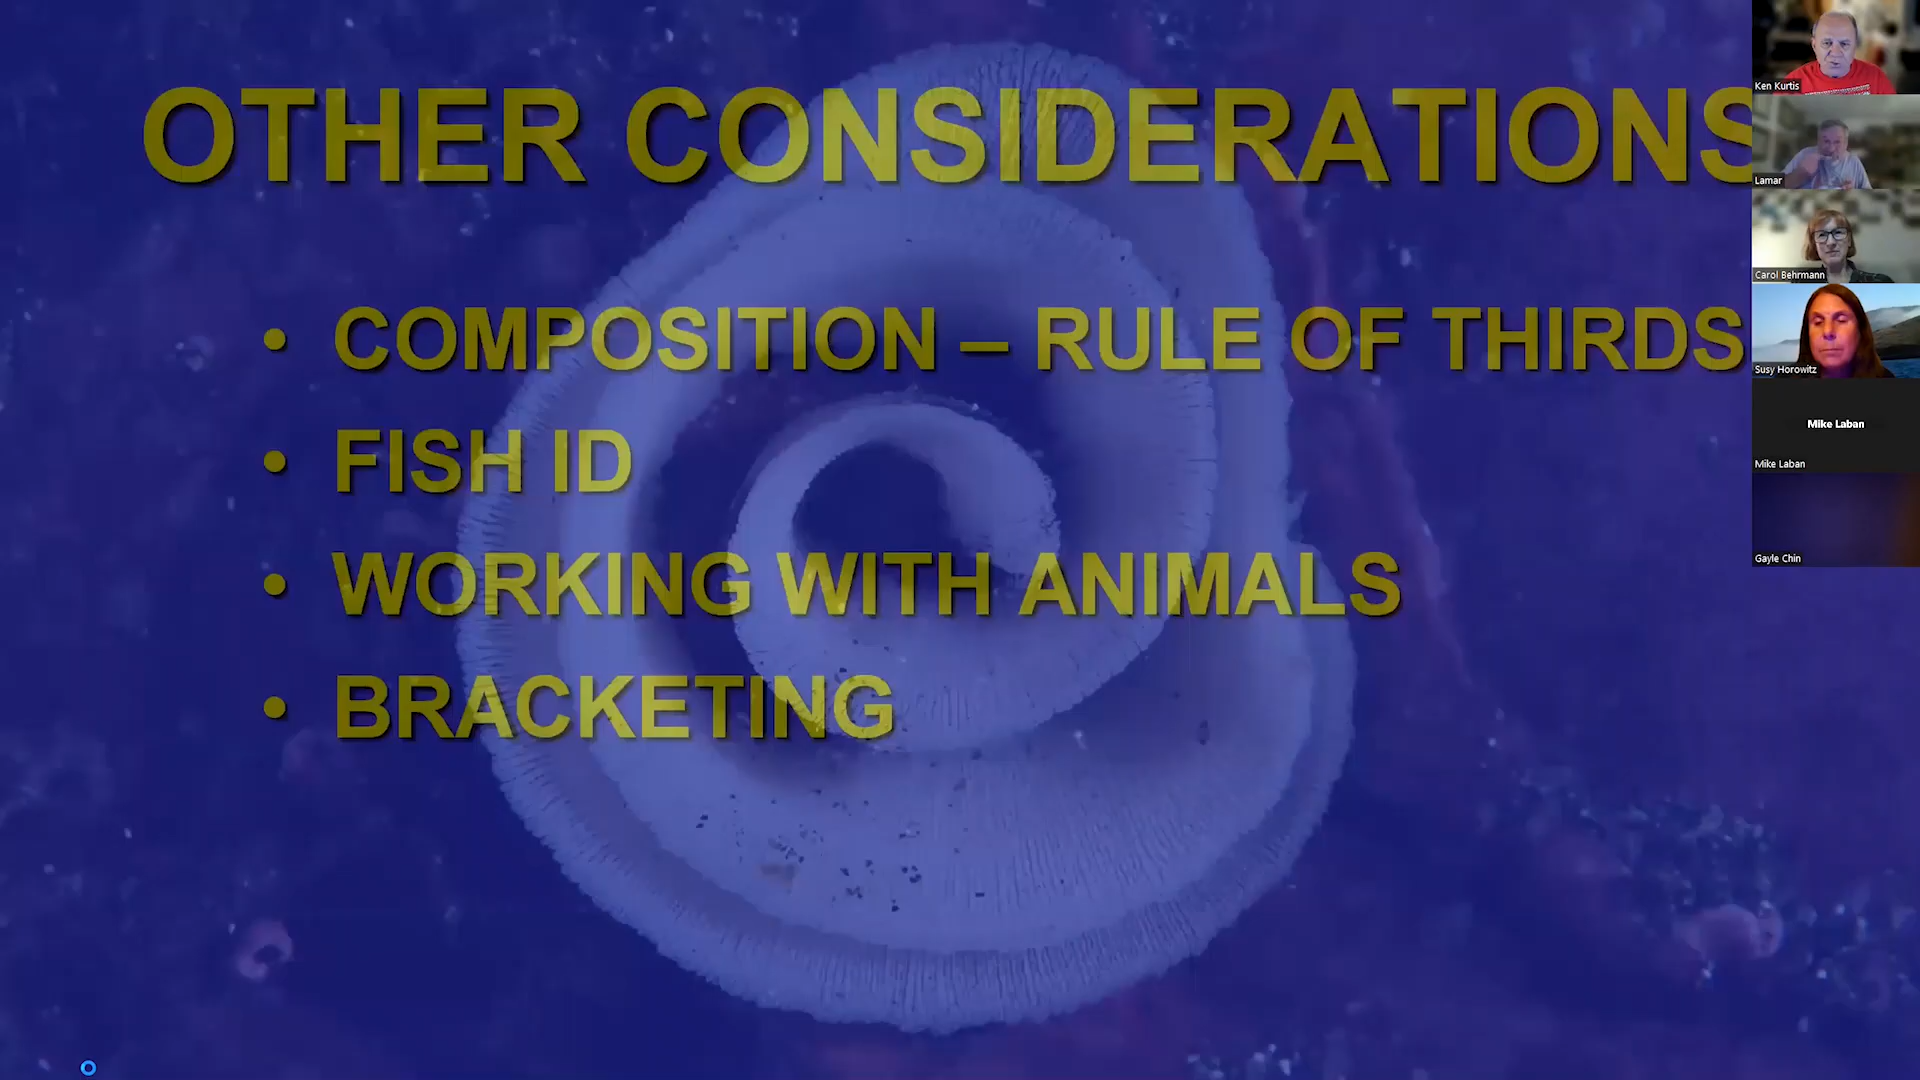 OTHER CONSIDERATIONS
• COMPOSITION – RULE OF THIRDS
• FISH ID
• WORKING WITH ANIMALS
• BRACKETING
Ken Kurtis
Lamar
Carol Behrmann
Susy Horowitz
Mike Laban
Mike Laban
Gayle Chin